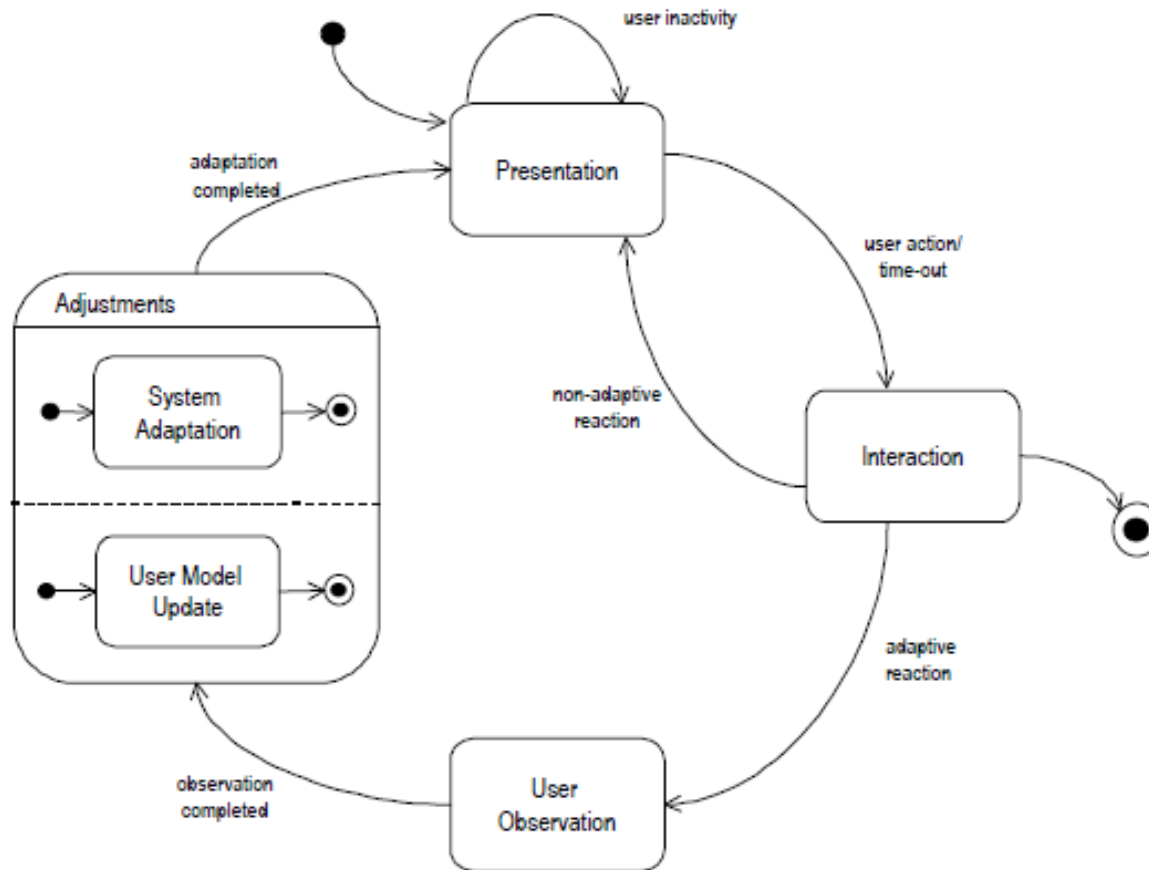 user inactivity
adaptation
completed
Presentation
user action/
time-out
Adjustments
System
Adaptation
non-adaptive
reaction
Interaction
User Model
Update
adaptive
reaction
observation
completed
User
Observation